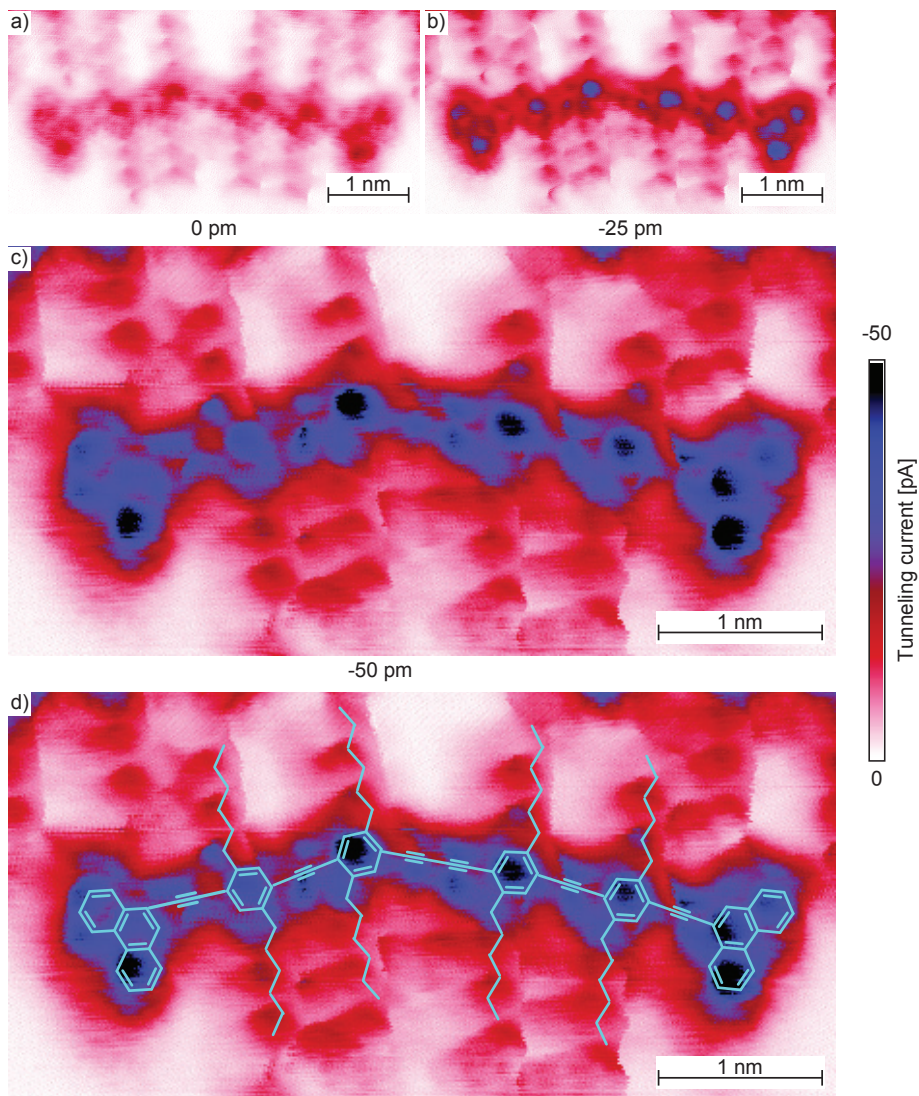 a)
b)
1 nm
1 nm
0 pm
-25 pm
c)
1 nm
-50 pm
d)
1 nm
-50
Tunneling current [pA]
0